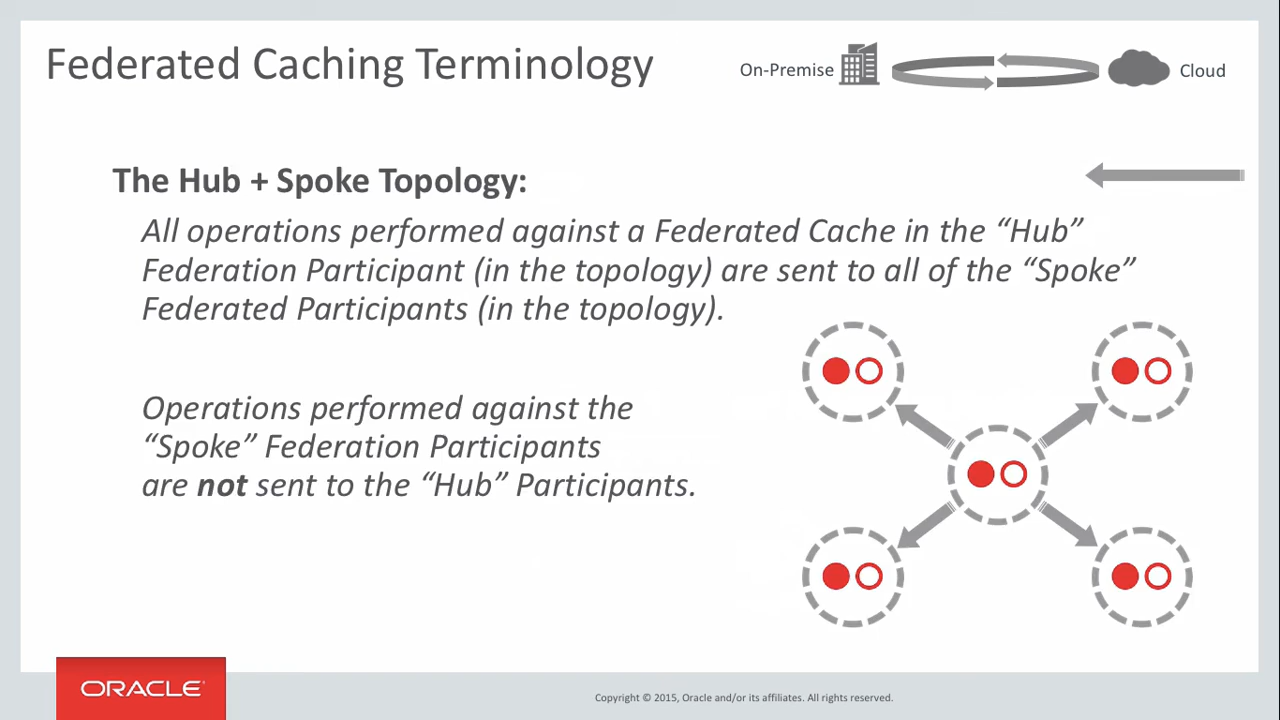 Federated Caching Terminology
On-Premise
Cloud
The Hub + Spoke Topology:
All operations performed against a Federated Cache in the “Hub”
Federation Participant (in the topology) are sent to all of the “Spoke”
Federated Participants (in the topology).
Operations performed against the
“Spoke” Federation Participants
are not sent to the “Hub” Participants.
ORACLE
Copyright © 2015, Oracle and/or its affiliates. All rights reserved.